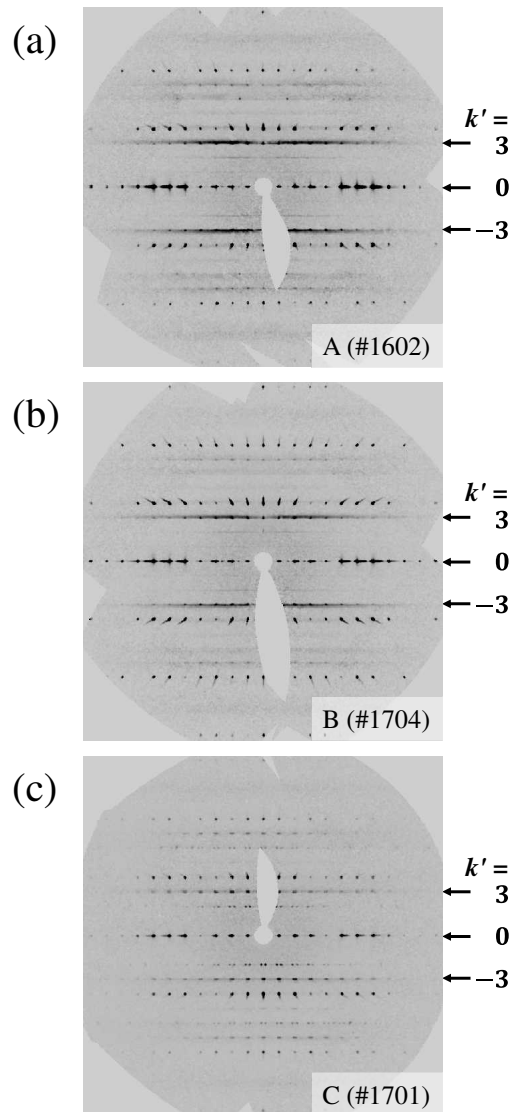 (a)
k' =
3
0
−3
A (#1602)
(b)
k' =
3
0
−3
B (#1704)
(c)
k' =
3
0
−3
C (#1701)